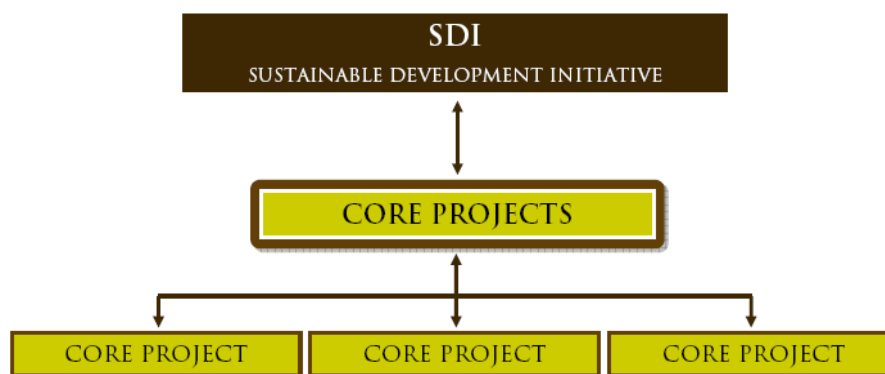 SDI
SUSTAINABLE DEVELOPMENT INITIATIVE
CORE PROJECTS
CORE PROJECT
CORE PROJECT
CORE PROJECT